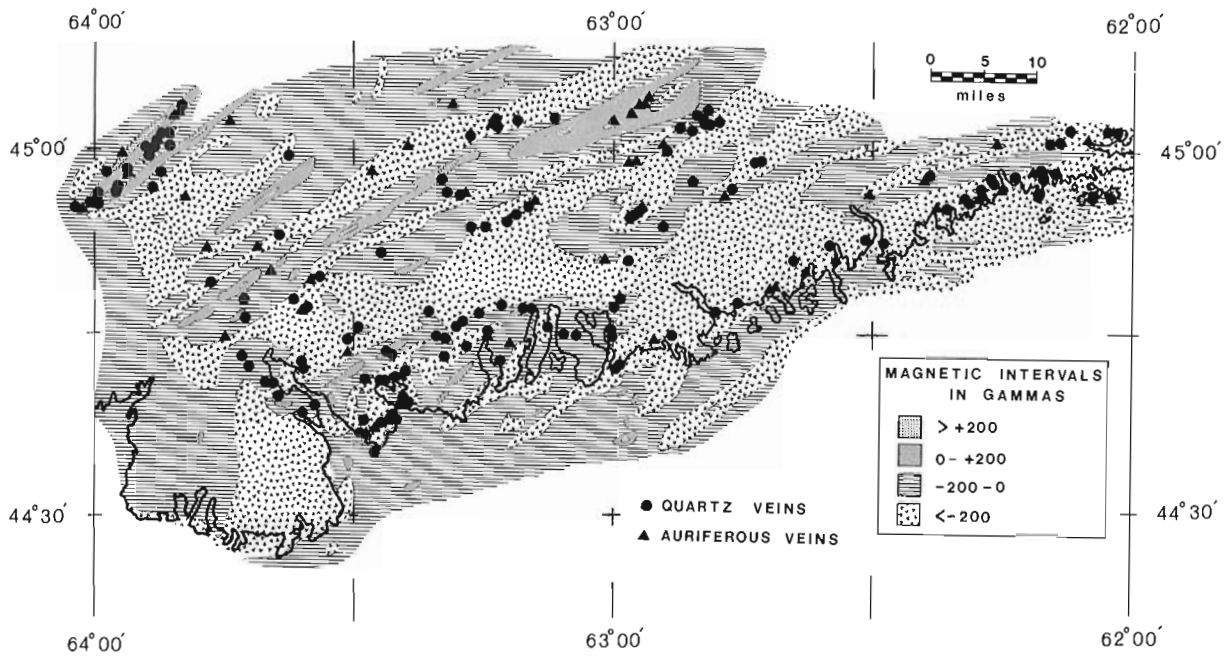 64°00′
63°00′
62°00′
0 5 10
miles
45°00′
45°00′
MAGNETIC INTERVALS
IN GAMMAS
> +200
0- +200
-200-0
<-200
QUARTZ VEINS
AURIFEROUS VEINS
44°30′
44°30′
64°00′
63°00′
62°00′